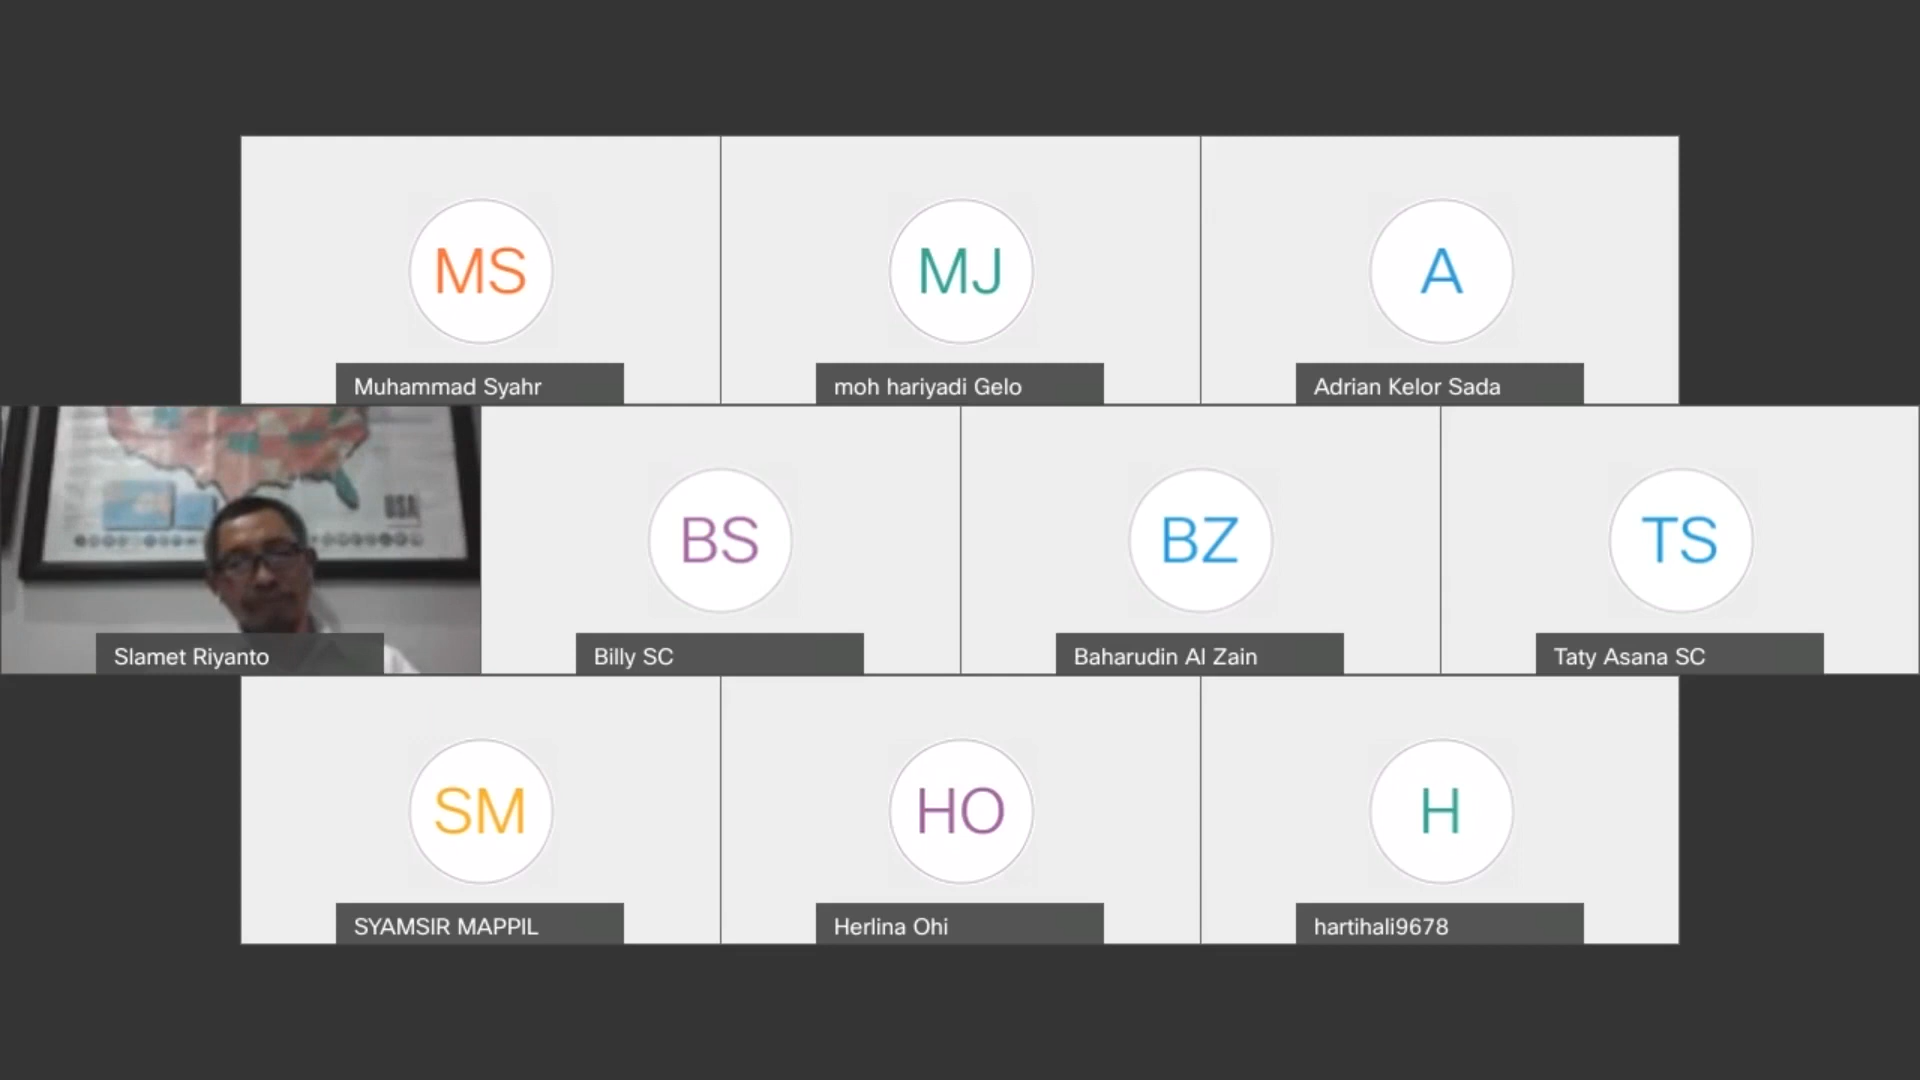 MS
Muhammad Syahr
MJ
moh hariyadi Gelo
A
Adrian Kelor Sada
USA
Slamet Riyanto
BS
Billy SC
BZ
Baharudin Al Zain
TS
Taty Asana SC
SM
SYAMSIR MAPPIL
HO
Herlina Ohi
H
hartihali9678